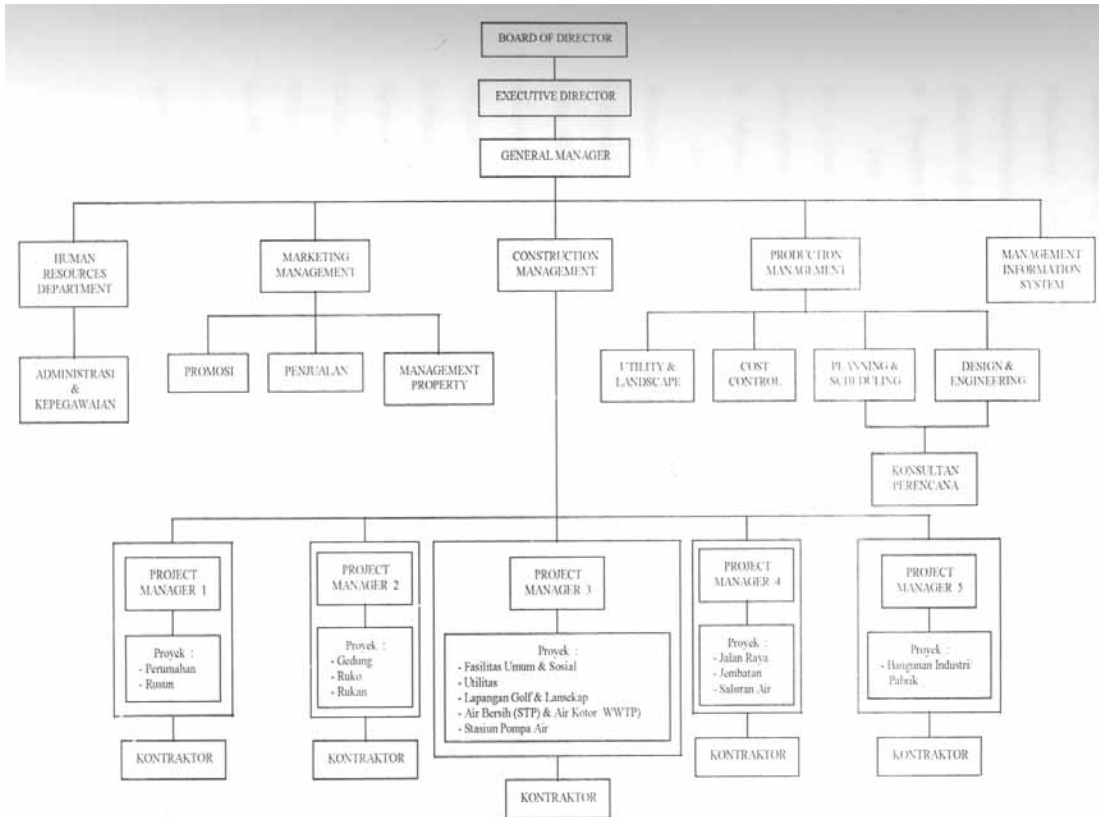 BOARD OF DIRECTOR
EXECUTIVE DIRECTOR
GENERAL MANAGER
HUMAN
RESOURCES
DEPARTMENT
MARKETING
MANAGEMENT
CONSTRUCTION
MANAGEMENT
PRODUCTION
MANAGEMENT
MANAGEMENT
INFORMATION
SYSTEM
ADMINISTRASI
&
KEPEGAWAIAN
PROMOSI
PENJUALAN
MANAGEMENT
PROPERTY
UTILITY &
LANDSCAPE
COST
CONTROL
PLANNING &
SCHEDULING
DESIGN &
ENGINEERING
KONSULTAN
PERENCANA
PROJECT
MANAGER 1
Proyek :
- Perumahan
- Rusun
KONTRAKTOR
PROJECT
MANAGER 2
Proyek :
- Gedung
- Ruko
- Rukan
KONTRAKTOR
PROJECT
MANAGER 3
Proyek :
- Fasilitas Umum & Sosial
- Utilitas
- Lapangan Golf & Lansekap
- Air Bersih (STP) & Air Kotor WWTP)
- Stasiun Pompa Air
KONTRAKTOR
PROJECT
MANAGER 4
Proyek :
- Jalan Raya
- Jembatan
- Saluran Air
KONTRAKTOR
PROJECT
MANAGER 5
Proyek :
- Bangunan Industri/
Pabrik
KONTRAKTOR